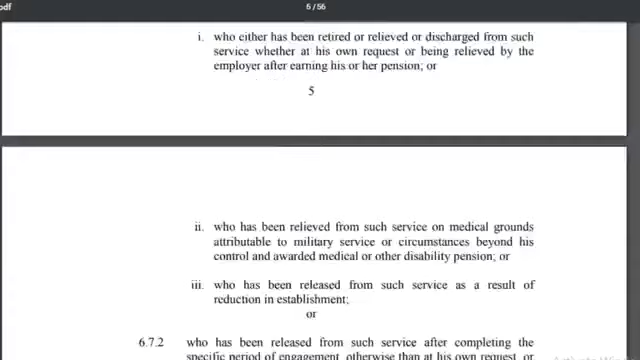 odf
5 / 56
i. who either has been retired or relieved or discharged from such
service whether at his own request or being relieved by the
employer after earning his or her pension; or
5
ii. who has been relieved from such service on medical grounds
attributable to military service or circumstances beyond his
control and awarded medical or other disability pension; or
iii. who has been released from such service as a result of
reduction in establishment;
or
6.7.2 who has been released from such service after completing the
specific period of engagement, otherwise than at his own request, or